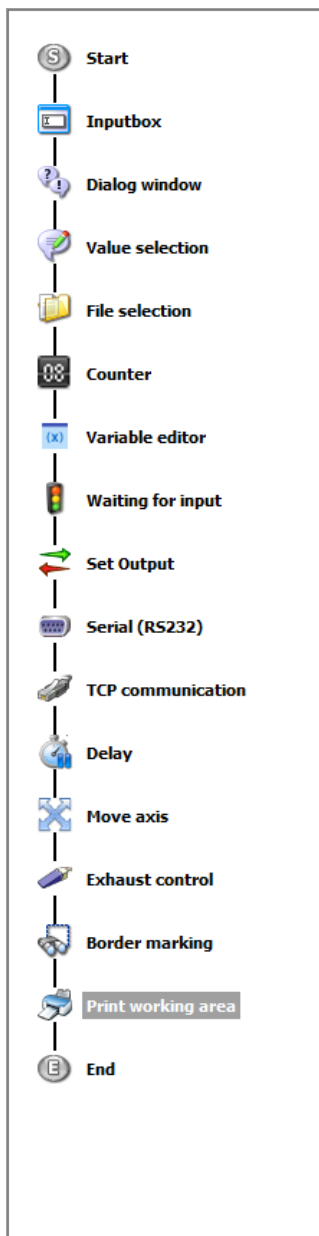 S Start
Inputbox
? ! Dialog window
Value selection
File selection
08 Counter
(x) Variable editor
Waiting for input
Set Output
Serial (RS232)
TCP communication
Delay
Move axis
Exhaust control
Border marking
Print working area
E End